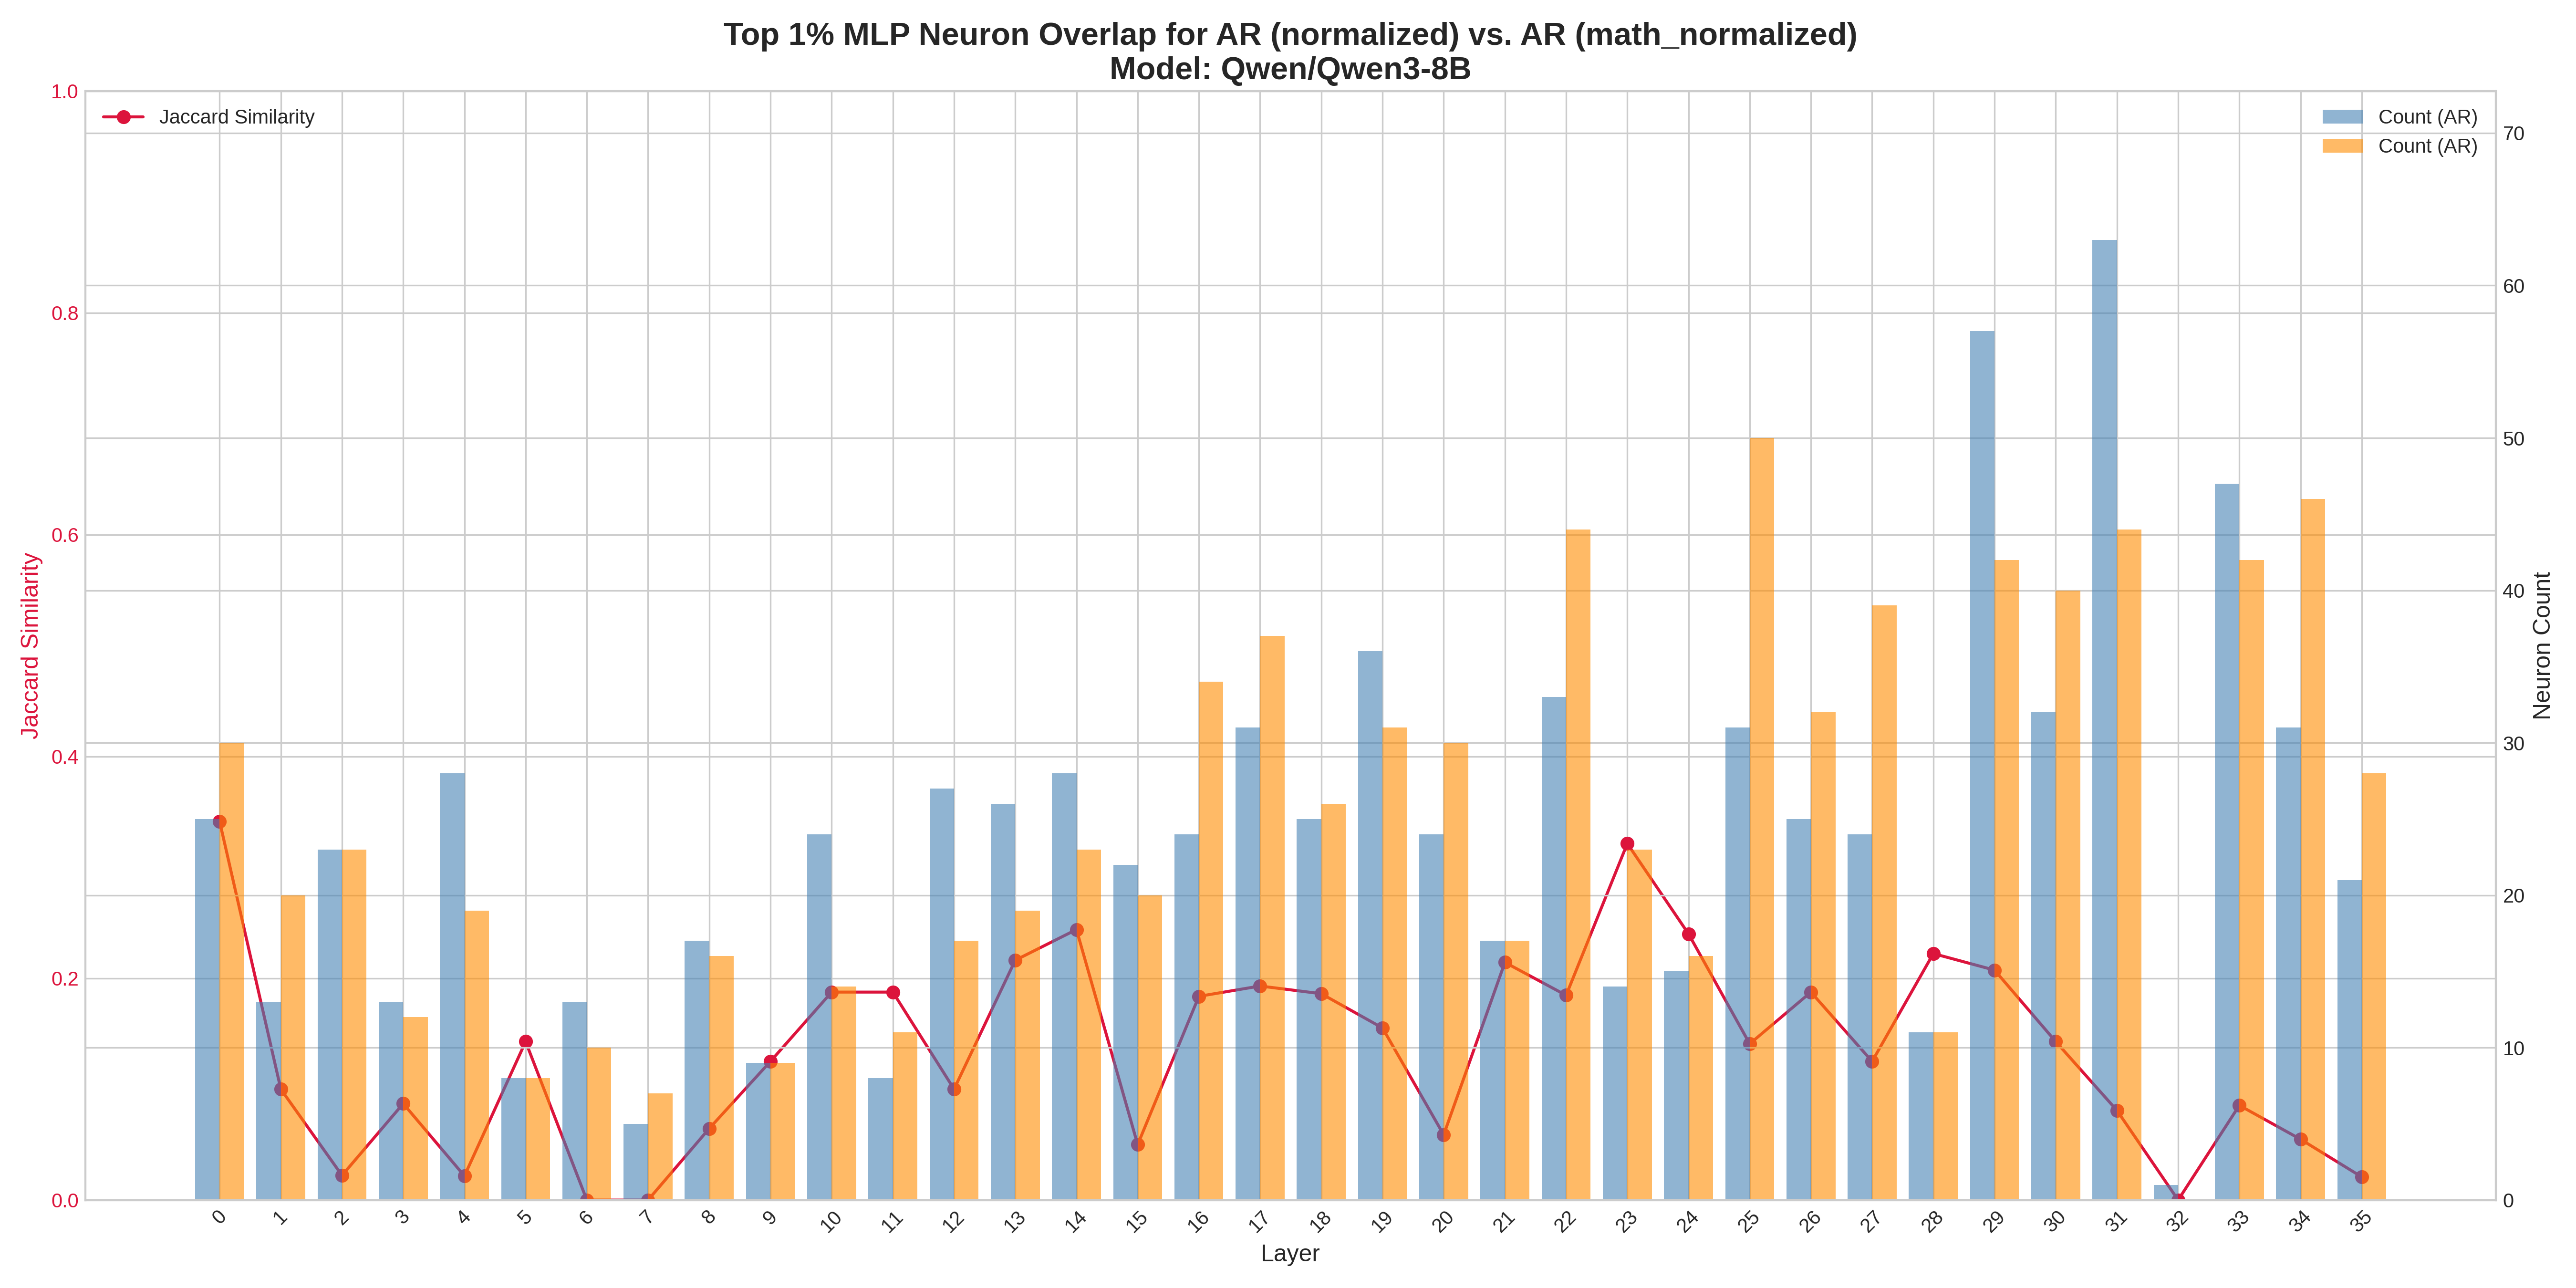 Top 1% MLP Neuron Overlap for AR (normalized) vs. AR (math_normalized)
Model: Qwen/Qwen3-8B
Jaccard Similarity
Count (AR)
Count (AR)
Jaccard Similarity
1.0
0.8
0.6
0.4
0.2
0.0
70
60
50
40
30
20
10
0
Neuron Count
0 1 2 3 4 5 6 7 8 9 10 11 12 13 14 15 16 17 18 19 20 21 22 23 24 25 26 27 28 29 30 31 32 33 34 35
Layer